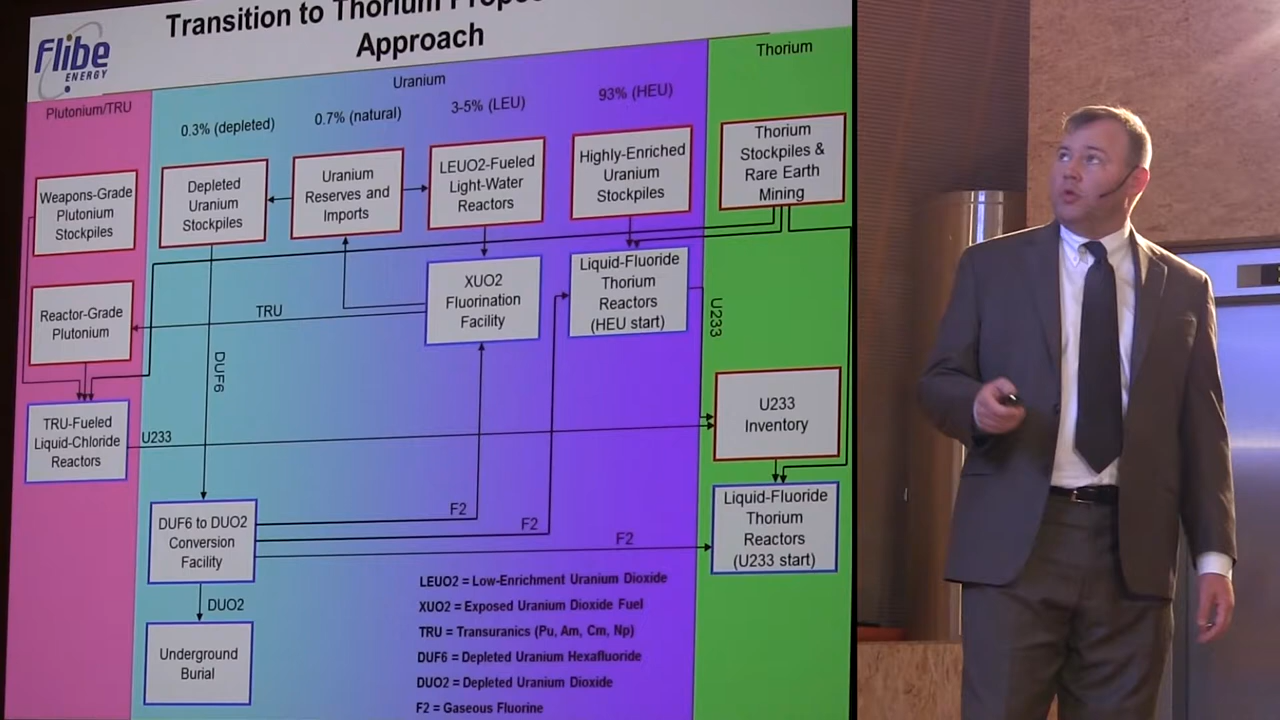 Transition to Thorium
Approach
Flibe
ENERGY
Plutonium/TRU
Uranium
Thorium
0.3% (depleted)
0.7% (natural)
3-5% (LEU)
93% (HEU)
Weapons-Grade
Plutonium
Stockpiles
Depleted
Uranium
Stockpiles
Uranium
Reserves and
Imports
LEUO2-Fueled
Light-Water
Reactors
Highly-Enriched
Uranium
Stockpiles
Thorium
Stockpiles &
Rare Earth
Mining
Reactor-Grade
Plutonium
TRU
XUO2
Fluorination
Facility
Liquid-Fluoride
Thorium
Reactors
(HEU start)
U233
DUF6
TRU-Fueled
Liquid-Chloride
Reactors
U233
U233
Inventory
DUF6 to DUO2
Conversion
Facility
F2
F2
F2
Liquid-Fluoride
Thorium
Reactors
(U233 start)
DUO2
Underground
Burial
LEUO2 = Low-Enrichment Uranium Dioxide
XUO2 = Exposed Uranium Dioxide Fuel
TRU = Transuranics (Pu, Am, Cm, Np)
DUF6 = Depleted Uranium Hexafluoride
DUO2 = Depleted Uranium Dioxide
F2 = Gaseous Fluorine